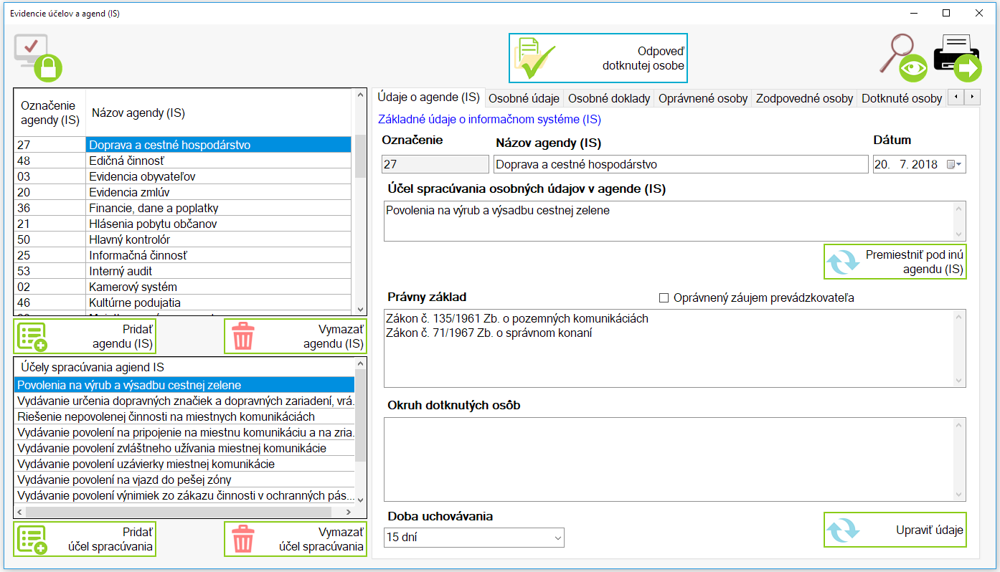 Evidencie účelov a agend (IS)
Odpoveď
dotknutej osobe
Označenie
agendy (IS)
Názov agendy (IS)
27 Doprava a cestné hospodárstvo
48 Edičná činnosť
03 Evidencia obyvateľov
20 Evidencia zmlúv
36 Financie, dane a poplatky
21 Hlásenia pobytu občanov
50 Hlavný kontrolór
25 Informačná činnosť
53 Interný audit
02 Kamerový systém
46 Kultúrne podujatia
Pridať
agendu (IS)
Vymazať
agendu (IS)
Účely spracúvania agiend IS
Povolenia na výrub a výsadbu cestnej zelene
Vydávanie určenia dopravných značiek a dopravných zariadení, vrá.
Riešenie nepovolenej činnosti na miestnych komunikáciách
Vydávanie povolení na pripojenie na miestnu komunikáciu a na zria.
Vydávanie povolení zvláštneho užívania miestnej komunikácie
Vydávanie povolení uzávierky miestnej komunikácie
Vydávanie povolení na vjazd do pešej zóny
Vydávanie povolení výnimiek zo zákazu činnosti v ochranných pás...
Pridať
účel spracúvania
Vymazať
účel spracúvania
Údaje o agende (IS) Osobné údaje Osobné doklady Oprávnené osoby Zodpovedné osoby Dotknuté osoby
Základné údaje o informačnom systéme (IS)
Označenie Názov agendy (IS) Dátum
27 Doprava a cestné hospodárstvo 20. 7. 2018
Účel spracúvania osobných údajov v agende (IS)
Povolenia na výrub a výsadbu cestnej zelene
Premiestniť pod inú
agendu (IS)
Právny základ Oprávnený záujem prevádzkovateľa
Zákon č. 135/1961 Zb. o pozemných komunikáciách
Zákon č. 71/1967 Zb. o správnom konaní
Okruh dotknutých osôb
Doba uchovávania
15 dní
Upraviť údaje